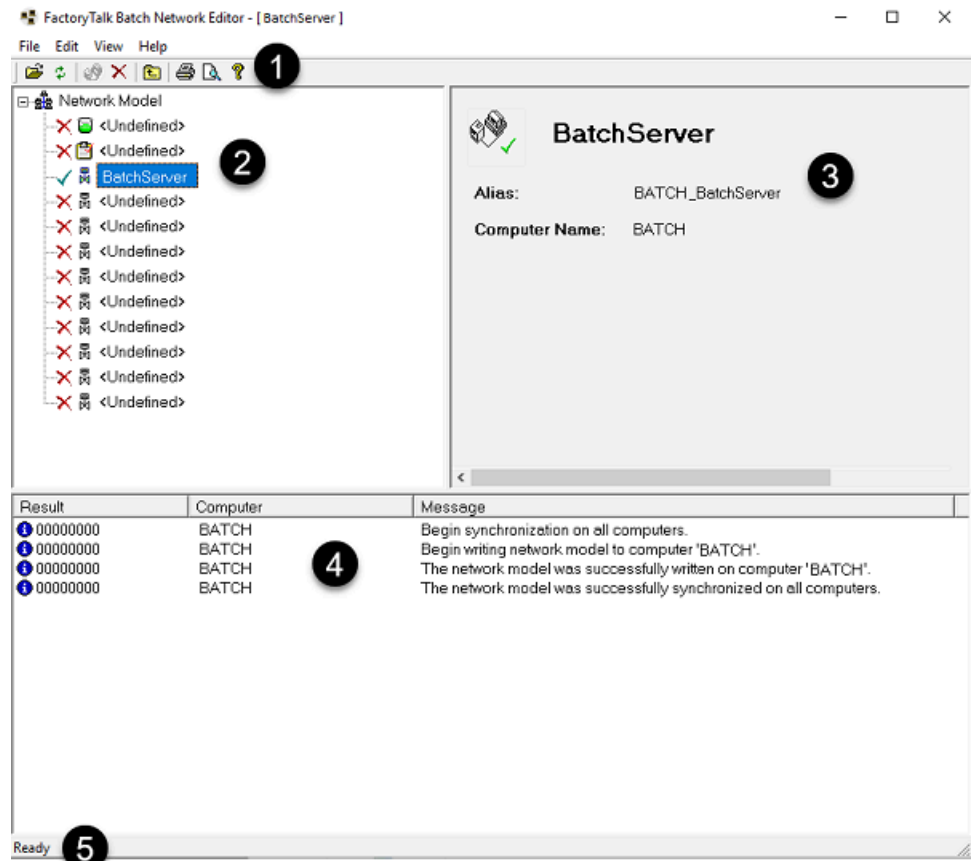 FactoryTalk Batch Network Editor - [ BatchServer ]
File Edit View Help
1
Network Model
<Undefined>
<Undefined>
BatchServer
<Undefined>
<Undefined>
<Undefined>
<Undefined>
<Undefined>
<Undefined>
<Undefined>
<Undefined>
<Undefined>
2
BatchServer
Alias: BATCH_BatchServer
3
Computer Name: BATCH
Result Computer Message
00000000 BATCH Begin synchronization on all computers.
00000000 BATCH Begin writing network model to computer 'BATCH'.
00000000 BATCH The network model was successfully written on computer 'BATCH'.
00000000 BATCH The network model was successfully synchronized on all computers.
4
Ready
5